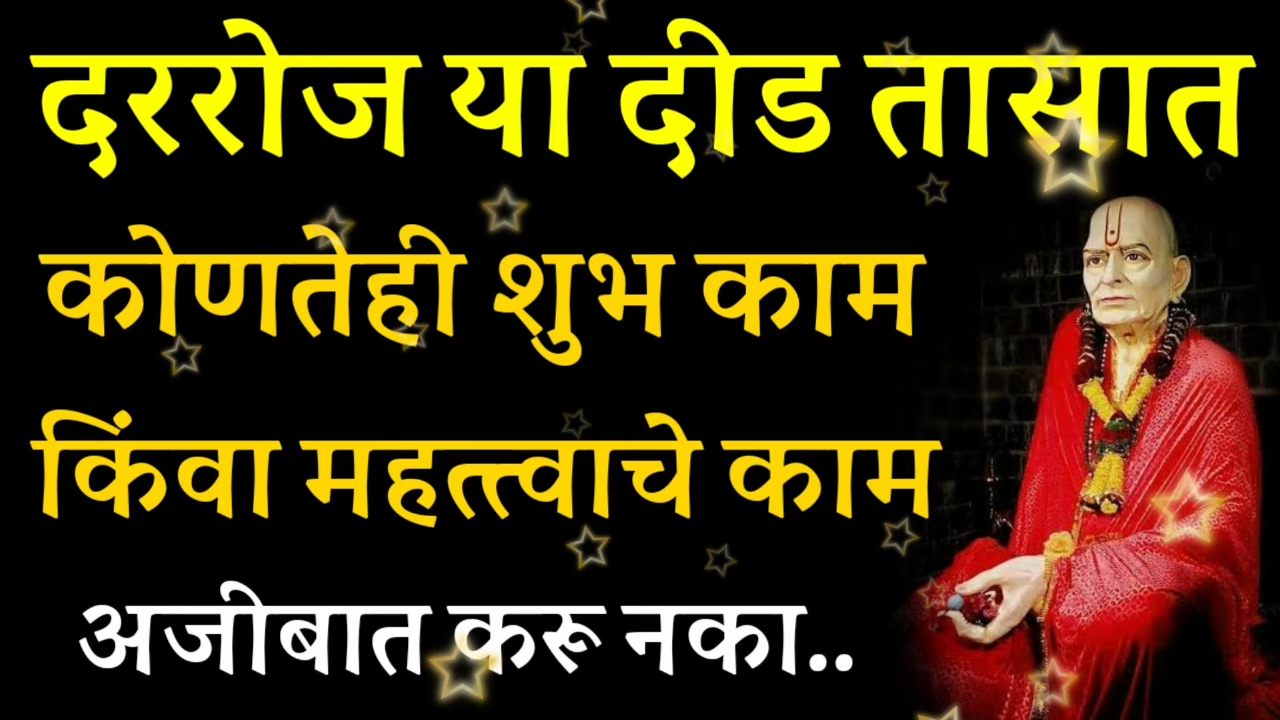 दररोज या दीड तासात
कोणतेही शुभ काम
किंवा महत्त्वाचे काम
अजीबात करू नका..